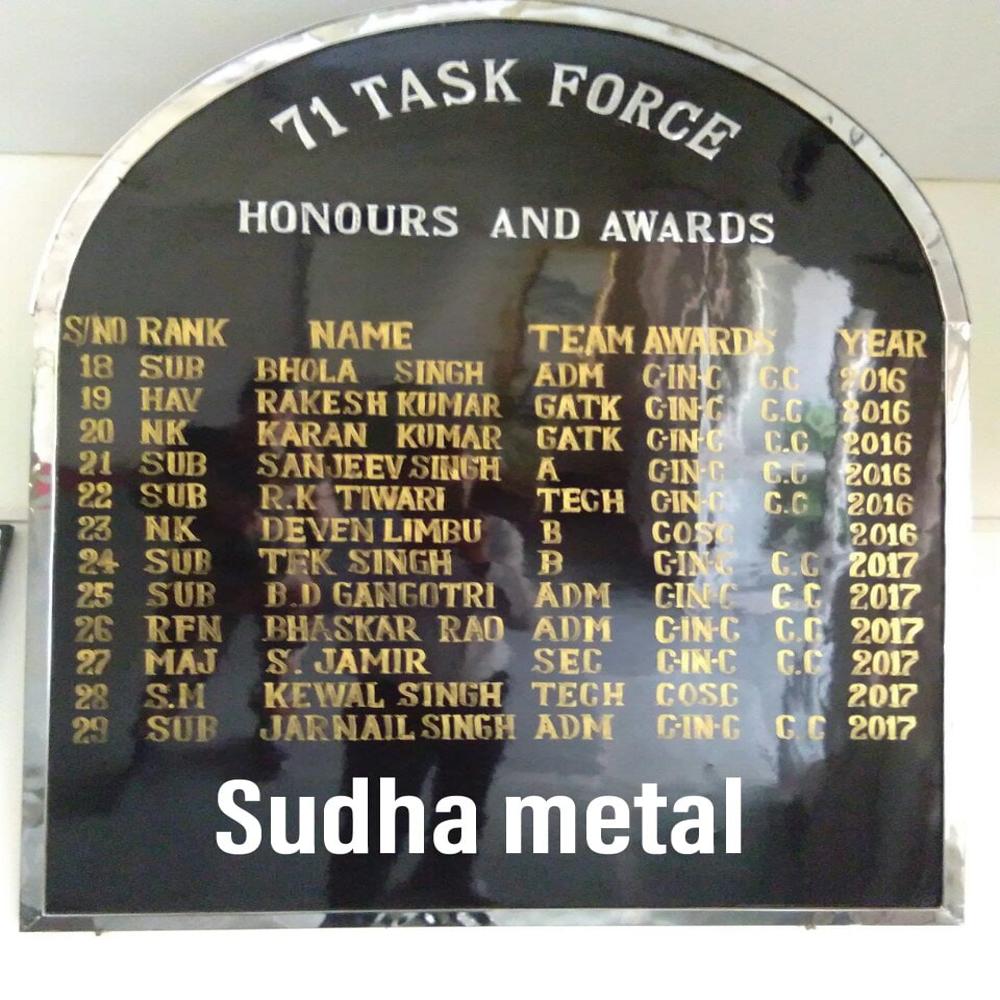 71 TASK FORCE
HONOURS AND AWARDS
S/NO RANK NAME TEAM AWARDS YEAR
18 SUB BHOLA SINGH ADM C-IN-C C.C 2016
19 HAV RAKESH KUMAR GATK C-IN-C C.C 2016
20 NK KARAN KUMAR GATK C-IN-C C.C 2016
21 SUB SANJEEV SINGH A C-IN-C C.C 2016
22 SUB R.K TIWARI TECH C-IN-C C.C 2016
23 NK DEVEN LIMBU B COSC 2016
24 SUB TEK SINGH B C-IN-C C.C 2017
25 SUB B.D GANGOTRI ADM C-IN-C C.C 2017
26 RFN BHASKAR RAO ADM C-IN-C C.C 2017
27 MAJ S. JAMIR SEC C-IN-C C.C 2017
28 S.M KEWAL SINGH TECH COSC 2017
29 SUB JARNAIL SINGH ADM C-IN-C C.C 2017
Sudha metal